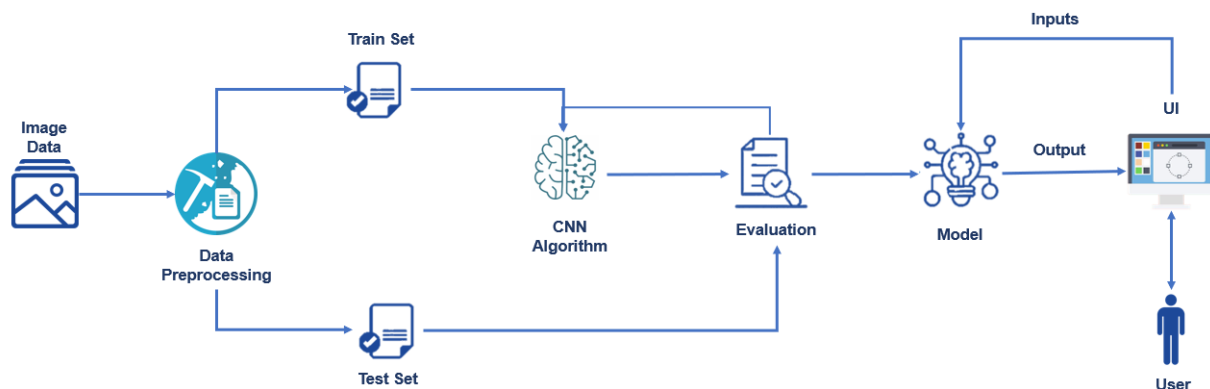 Image
Data
Data
Preprocessing
Train Set
Test Set
CNN
Algorithm
Evaluation
Model
Inputs
Output
UI
User